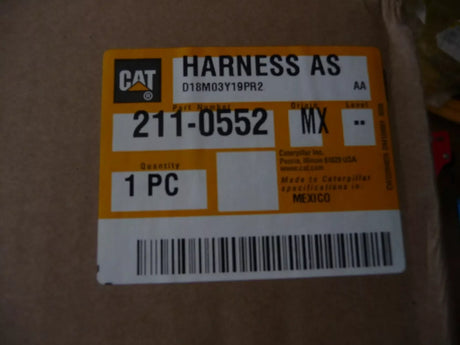 CAT®
HARNESS AS
D18M03Y19PR2 AA
Part Number Origin Level
211-0552 MX --
Quantity
1 PC
Caterpillar Inc.
Peoria, Illinois 61629 USA
www.cat.com
Made to Caterpillar
specifications in:
MEXICO